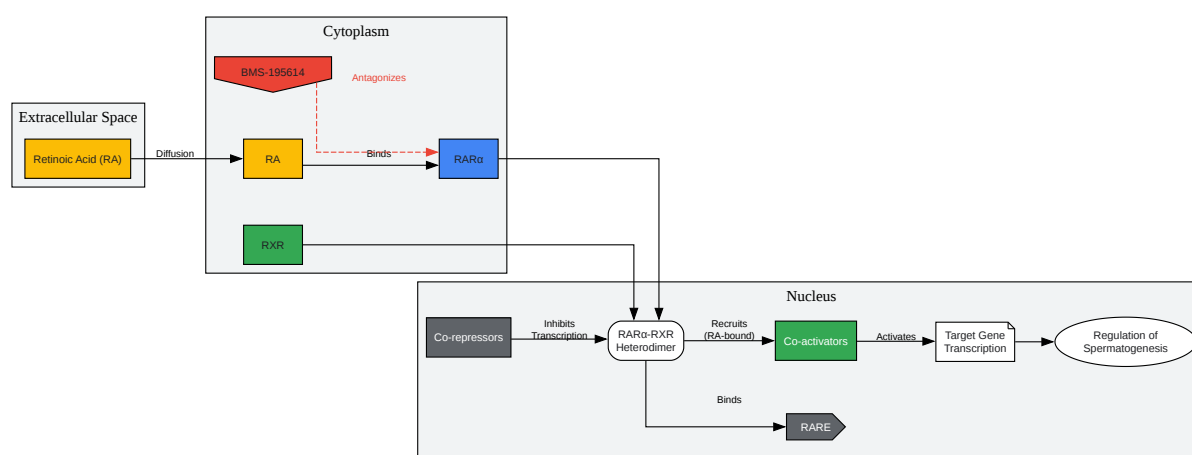 Cytoplasm
BMS-195614
Antagonizes
Extracellular Space
Retinoic Acid (RA)
Diffusion
RA
Binds
RARα
RXR
Nucleus
Co-repressors
Inhibits
Transcription
RARα-RXR
Heterodimer
Recruits
(RA-bound)
Co-activators
Activates
Target Gene
Transcription
Regulation of
Spermatogenesis
Binds
RARE